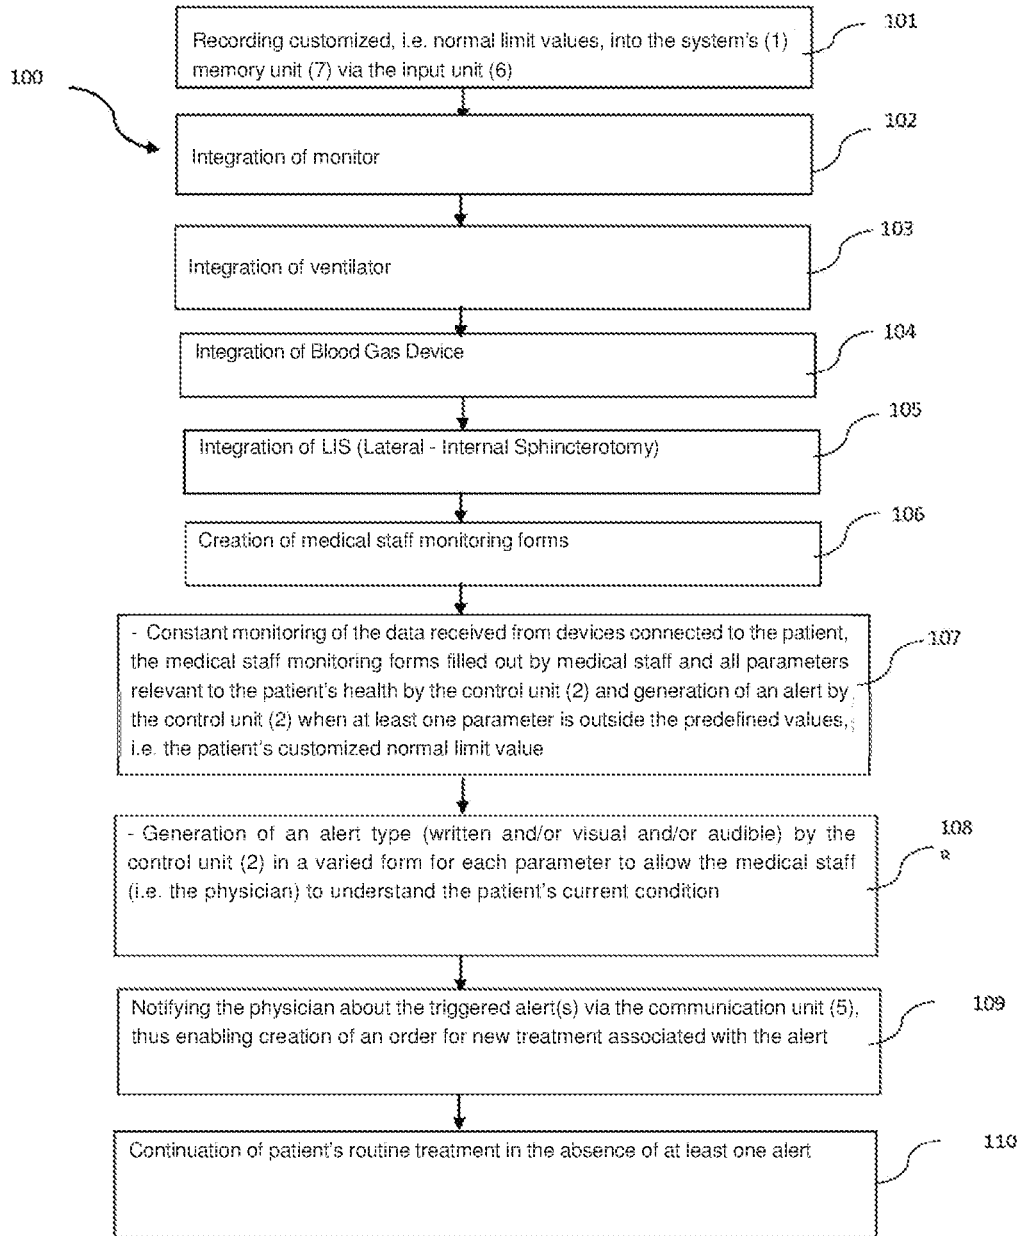 101
Recording customized, i.e. normal limit values, into the system's (1)
memory unit (7) via the input unit (6)
100
102
Integration of monitor
103
Integration of ventilator
104
Integration of Blood Gas Device
105
Integration of LIS (Lateral - Internal Sphincterotomy)
106
Creation of medical staff monitoring forms
107
- Constant monitoring of the data received from devices connected to the patient,
the medical staff monitoring forms filled out by medical staff and all parameters
relevant to the patient's health by the control unit (2) and generation of an alert by
the control unit (2) when at least one parameter is outside the predefined values,
i.e. the patient's customized normal limit value
108
- Generation of an alert type (written and/or visual and/or audible) by the
control unit (2) in a varied form for each parameter to allow the medical staff
(i.e. the physician) to understand the patient's current condition
109
Notifying the physician about the triggered alert(s) via the communication unit (5),
thus enabling creation of an order for new treatment associated with the alert
110
Continuation of patient's routine treatment in the absence of at least one alert